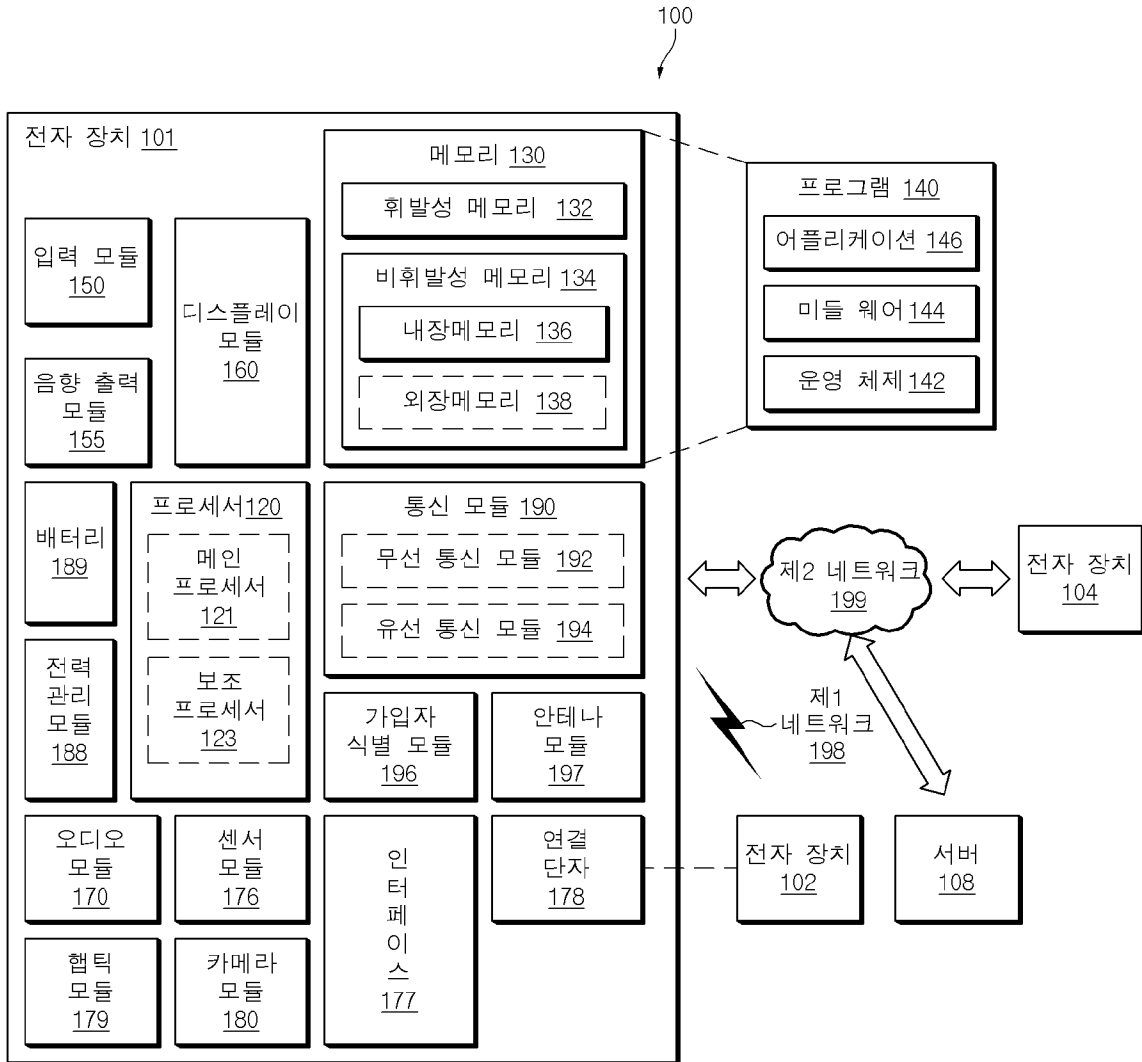 100
전자 장치 101
메모리 130
휘발성 메모리 132
비휘발성 메모리 134
내장메모리 136
외장메모리 138
프로그램 140
어플리케이션 146
미들 웨어 144
운영 체제 142
입력 모듈
150
디스플레이
모듈
160
음향 출력
모듈
155
배터리
189
프로세서 120
메인
프로세서
121
보조
프로세서
123
통신 모듈 190
무선 통신 모듈 192
유선 통신 모듈 194
제2 네트워크
199
전자 장치
104
전력
관리
모듈
188
가입자
식별 모듈
196
안테나
모듈
197
제1
네트워크
198
오디오
모듈
170
센서
모듈
176
인터페이스
177
연결
단자
178
전자 장치
102
서버
108
햅틱
모듈
179
카메라
모듈
180